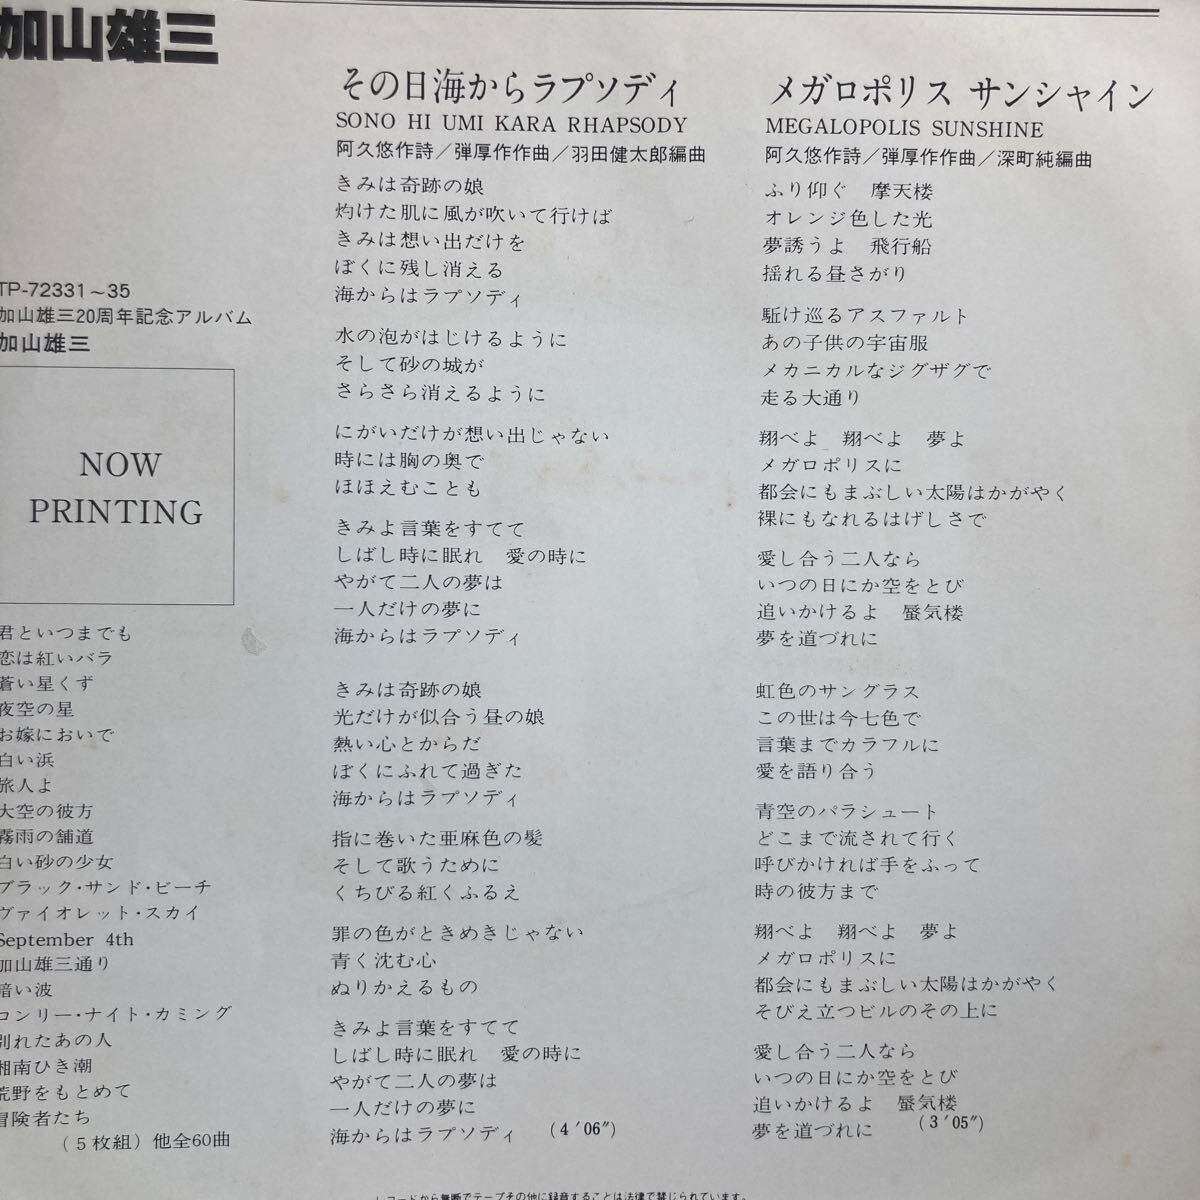 加山雄三
TP-72331～35
加山雄三20周年記念アルバム
加山雄三
NOW
PRINTING
君といつまでも
恋は紅いバラ
蒼い星くず
夜空の星
お嫁においで
白い浜
旅人よ
大空の彼方
霧雨の舗道
白い砂の少女
ブラック・サンド・ビーチ
ヴァイオレット・スカイ
September 4th
加山雄三通り
暗い波
ロンリー・ナイト・カミング
別れたあの人
湘南ひき潮
荒野をもとめて
冒険者たち
(5枚組)他全60曲
その日海からラプソディ
SONO HI UMI KARA RHAPSODY
阿久悠作詩／弾厚作作曲／羽田健太郎編曲
きみは奇跡の娘
灼けた肌に風が吹いて行けば
きみは想い出だけを
ぼくに残し消える
海からはラプソディ
水の泡がはじけるように
そして砂の城が
さらさら消えるように
にがいだけが想い出じゃない
時には胸の奥で
ほほえむことも
きみよ言葉をすてて
しばし時に眠れ　愛の時に
やがて二人の夢は
一人だけの夢に
海からはラプソディ
きみは奇跡の娘
光だけが似合う昼の娘
熱い心とからだ
ぼくにふれて過ぎた
海からはラプソディ
指に巻いた亜麻色の髪
そして歌うために
くちびる紅くふるえ
罪の色がときめきじゃない
青く沈む心
ぬりかえるもの
きみよ言葉をすてて
しばし時に眠れ　愛の時に
やがて二人の夢は
一人だけの夢に
海からはラプソディ　(4′06″)
メガロポリス サンシャイン
MEGALOPOLIS SUNSHINE
阿久悠作詩／弾厚作作曲／深町純編曲
ふり仰ぐ　摩天楼
オレンジ色した光
夢誘うよ　飛行船
揺れる昼さがり
駈け巡るアスファルト
あの子供の宇宙服
メカニカルなジグザグで
走る大通り
翔べよ　翔べよ　夢よ
メガロポリスに
都会にもまぶしい太陽はかがやく
裸にもなれるはげしさで
愛し合う二人なら
いつの日にか空をとび
追いかけるよ　蜃気楼
夢を道づれに
虹色のサングラス
この世は今七色で
言葉までカラフルに
愛を語り合う
青空のパラシュート
どこまで流されて行く
呼びかければ手をふって
時の彼方まで
翔べよ　翔べよ　夢よ
メガロポリスに
都会にもまぶしい太陽はかがやく
そびえ立つビルのその上に
愛し合う二人なら
いつの日にか空をとび
追いかけるよ　蜃気楼
夢を道づれに　(3′05″)
レコードから無断でテープその他に録音することは法律で禁じられています。